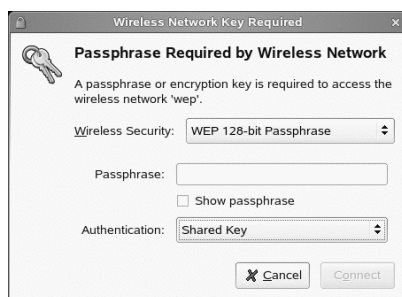 Wireless Network Key Required
Passphrase Required by Wireless Network
A passphrase or encryption key is required to access the
wireless network 'wep'.
Wireless Security: WEP 128-bit Passphrase
Passphrase:
Show passphrase
Authentication: Shared Key
Cancel Connect